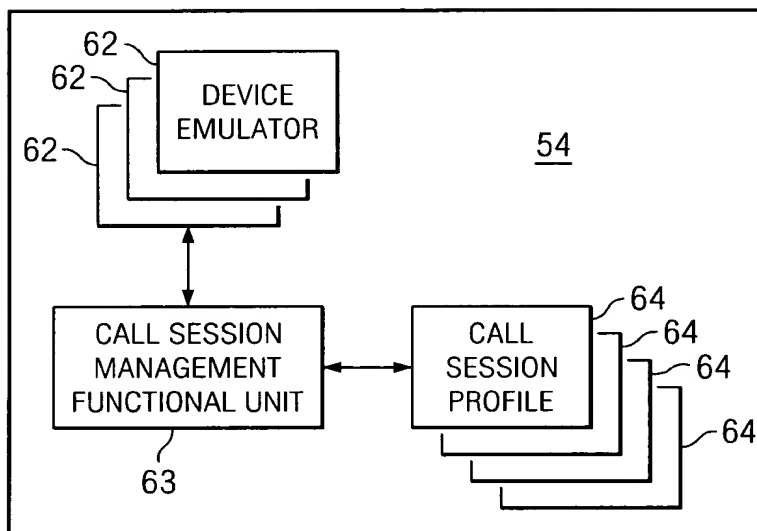 62
62
62
DEVICE
EMULATOR
54
CALL SESSION
MANAGEMENT
FUNCTIONAL UNIT
63
CALL
SESSION
PROFILE
64
64
64
64